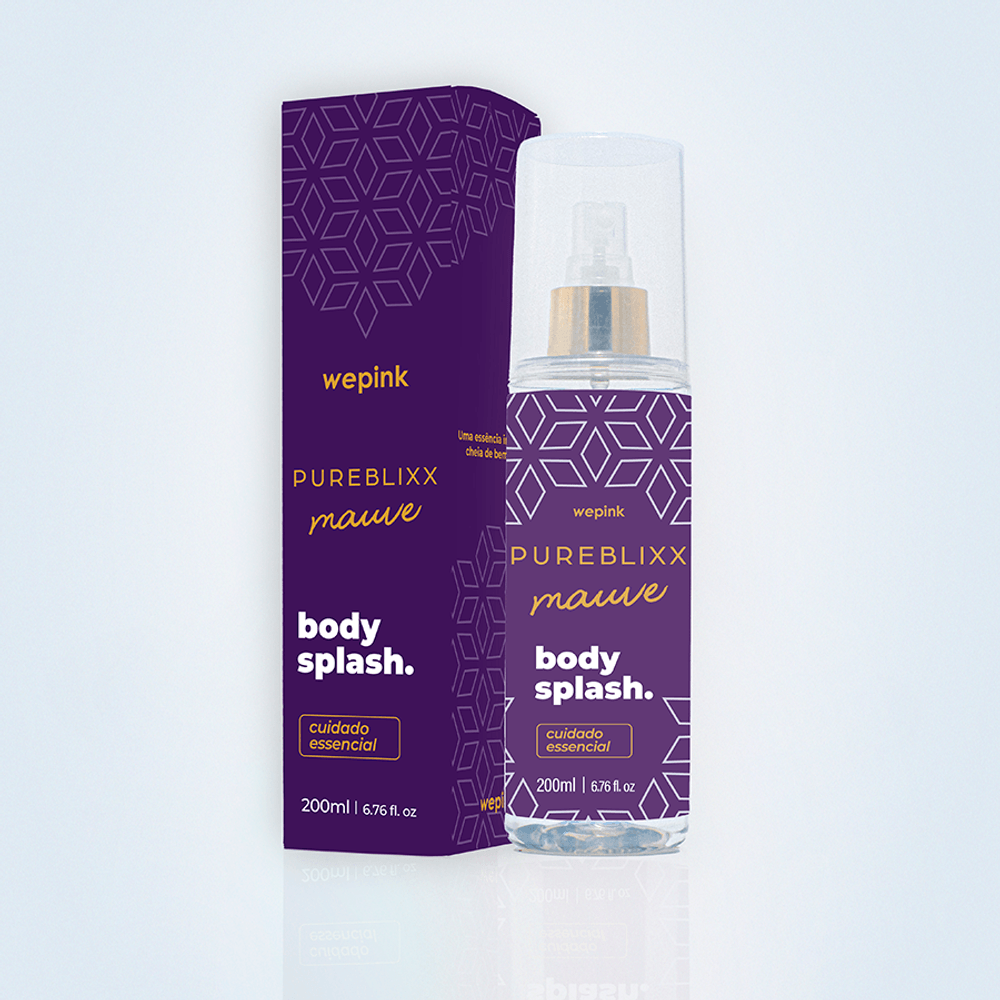 wepink
PUREBLIXX
mauve
body
splash.
cuidado
essencial
200ml | 6.76 fl. oz
Uma essência
cheia de
wepink
PUREBLIXX
mauve
body
splash.
cuidado
essencial
200ml | 6.76 fl. oz